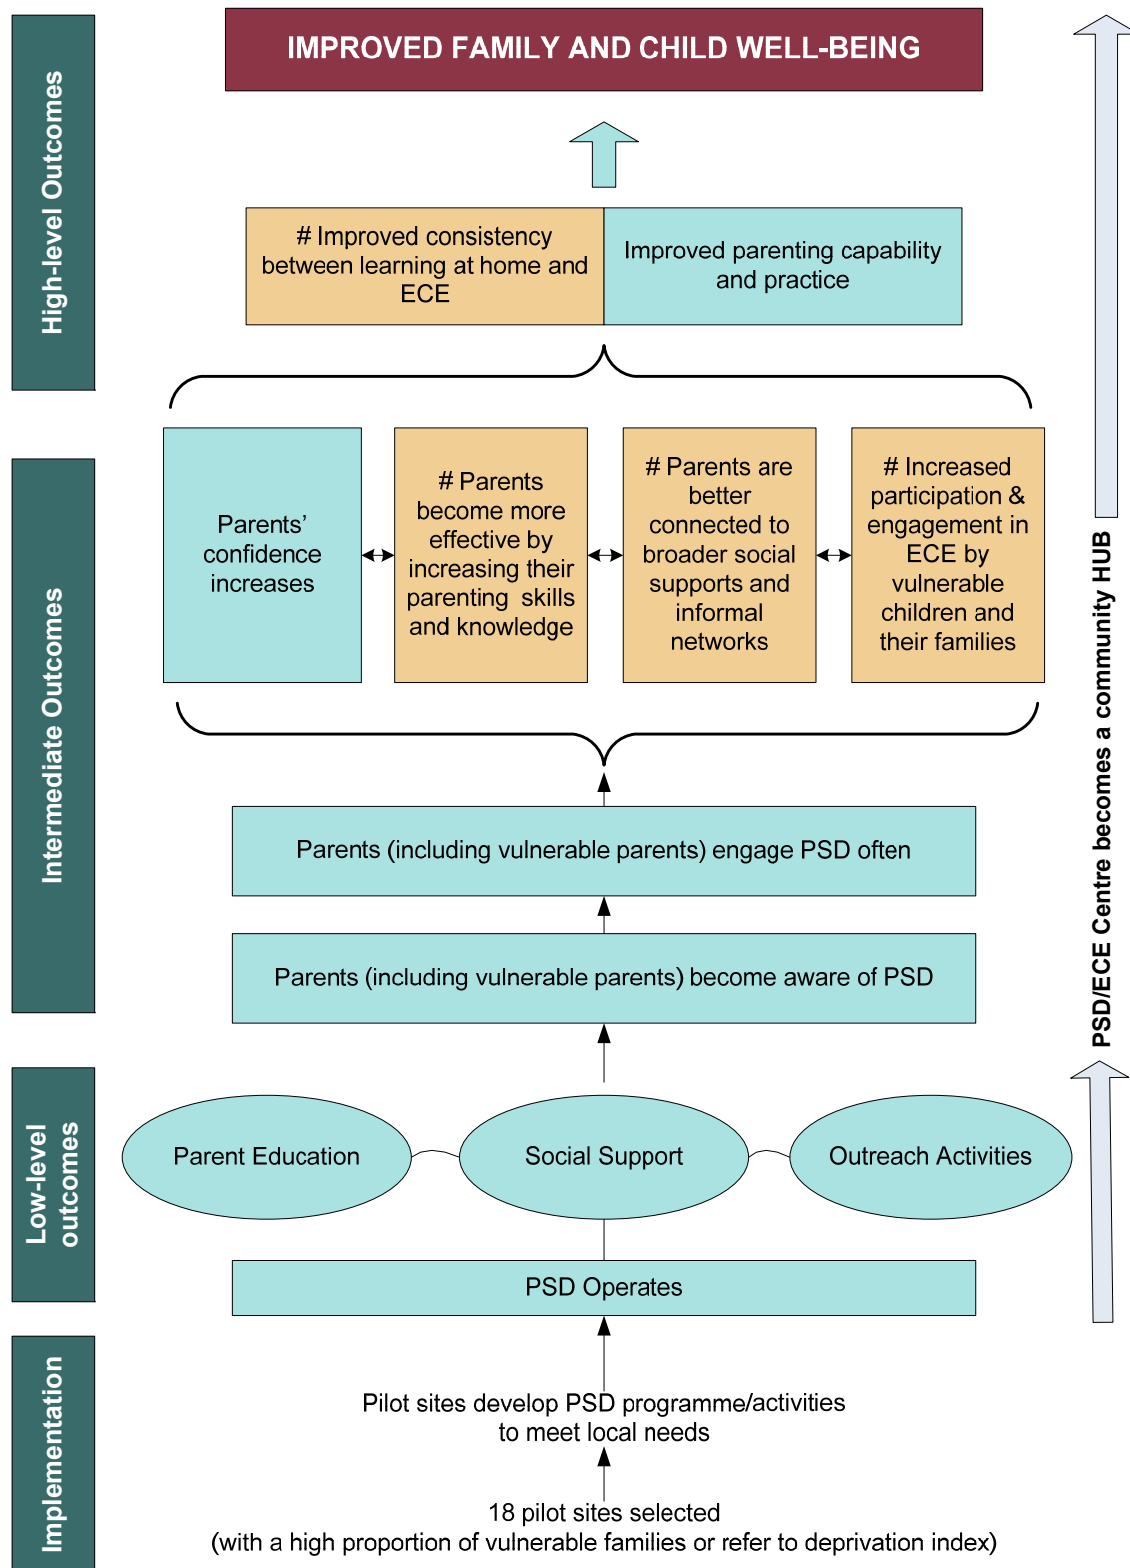 High-level Outcomes
IMPROVED FAMILY AND CHILD WELL-BEING
# Improved consistency
between learning at home and
ECE
Improved parenting capability
and practice
Intermediate Outcomes
Parents’
confidence
increases
# Parents
become more
effective by
increasing their
parenting skills
and knowledge
# Parents are
better
connected to
broader social
supports and
informal
networks
# Increased
participation &
engagement in
ECE by
vulnerable
children and
their families
Parents (including vulnerable parents) engage PSD often
Parents (including vulnerable parents) become aware of PSD
PSD/ECE Centre becomes a community HUB
Low-level
outcomes
Parent Education
Social Support
Outreach Activities
PSD Operates
Implementation
Pilot sites develop PSD programme/activities
to meet local needs
18 pilot sites selected
(with a high proportion of vulnerable families or refer to deprivation index)